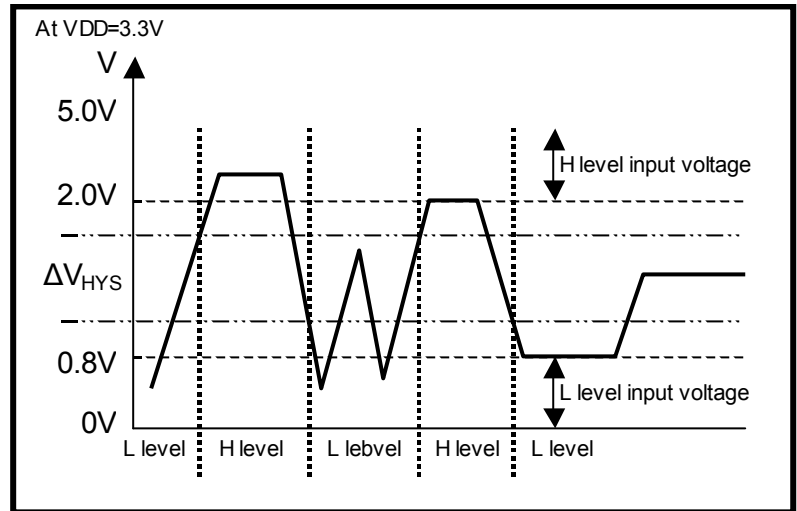 At VDD=3.3V
V
5.0V
H level input voltage
2.0V
ΔVHYS
0.8V
L level input voltage
0V
L level
H level
L lebvel
H level
L level